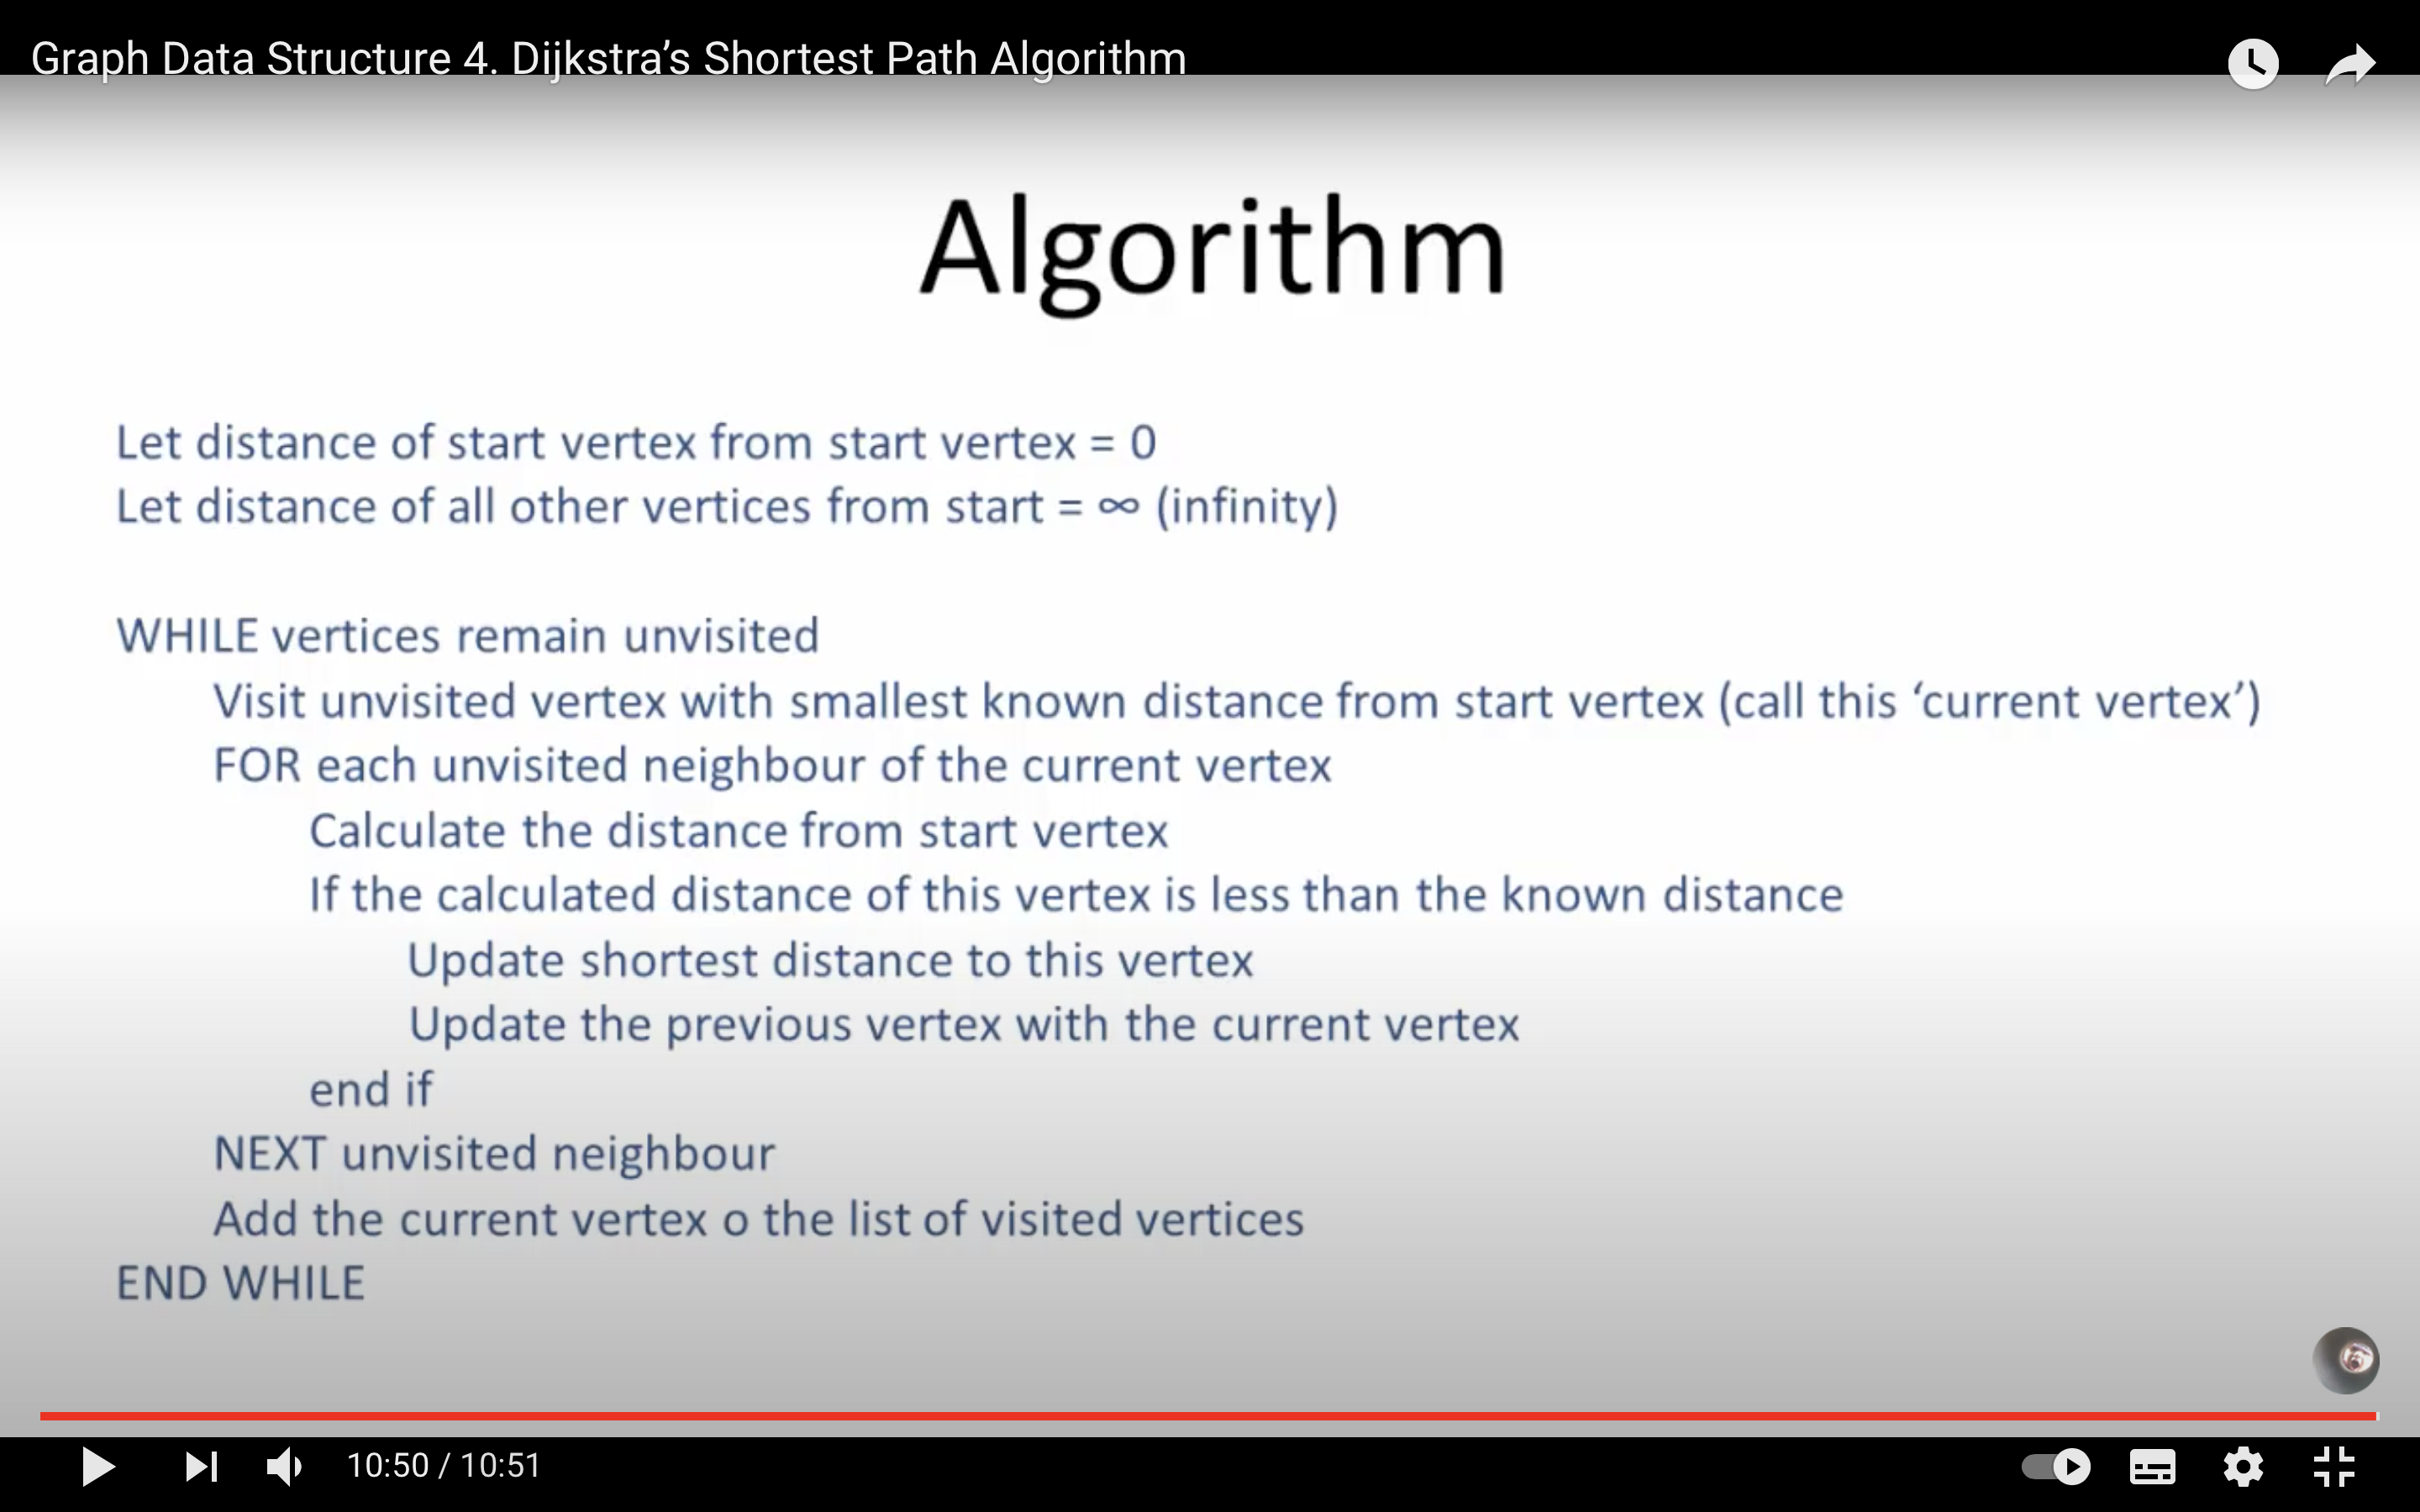 Graph Data Structure 4. Dijkstra’s Shortest Path Algorithm
Algorithm
Let distance of start vertex from start vertex = 0
Let distance of all other vertices from start = ∞ (infinity)
WHILE vertices remain unvisited
Visit unvisited vertex with smallest known distance from start vertex (call this ‘current vertex’)
FOR each unvisited neighbour of the current vertex
Calculate the distance from start vertex
If the calculated distance of this vertex is less than the known distance
Update shortest distance to this vertex
Update the previous vertex with the current vertex
end if
NEXT unvisited neighbour
Add the current vertex o the list of visited vertices
END WHILE
10:50 / 10:51